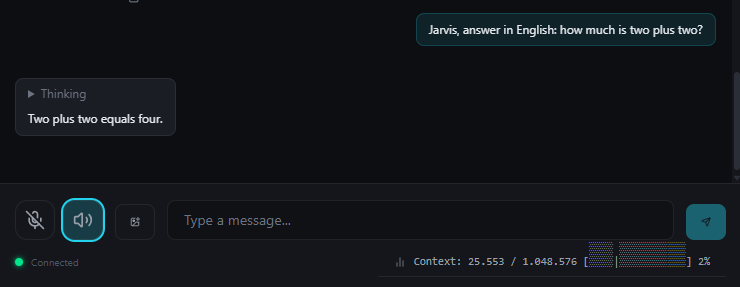 Jarvis, answer in English: how much is two plus two?
Thinking
Two plus two equals four.
Type a message...
Connected
Context: 25.553 / 1.048.576 [░░░|░░░░░░░░] 2%